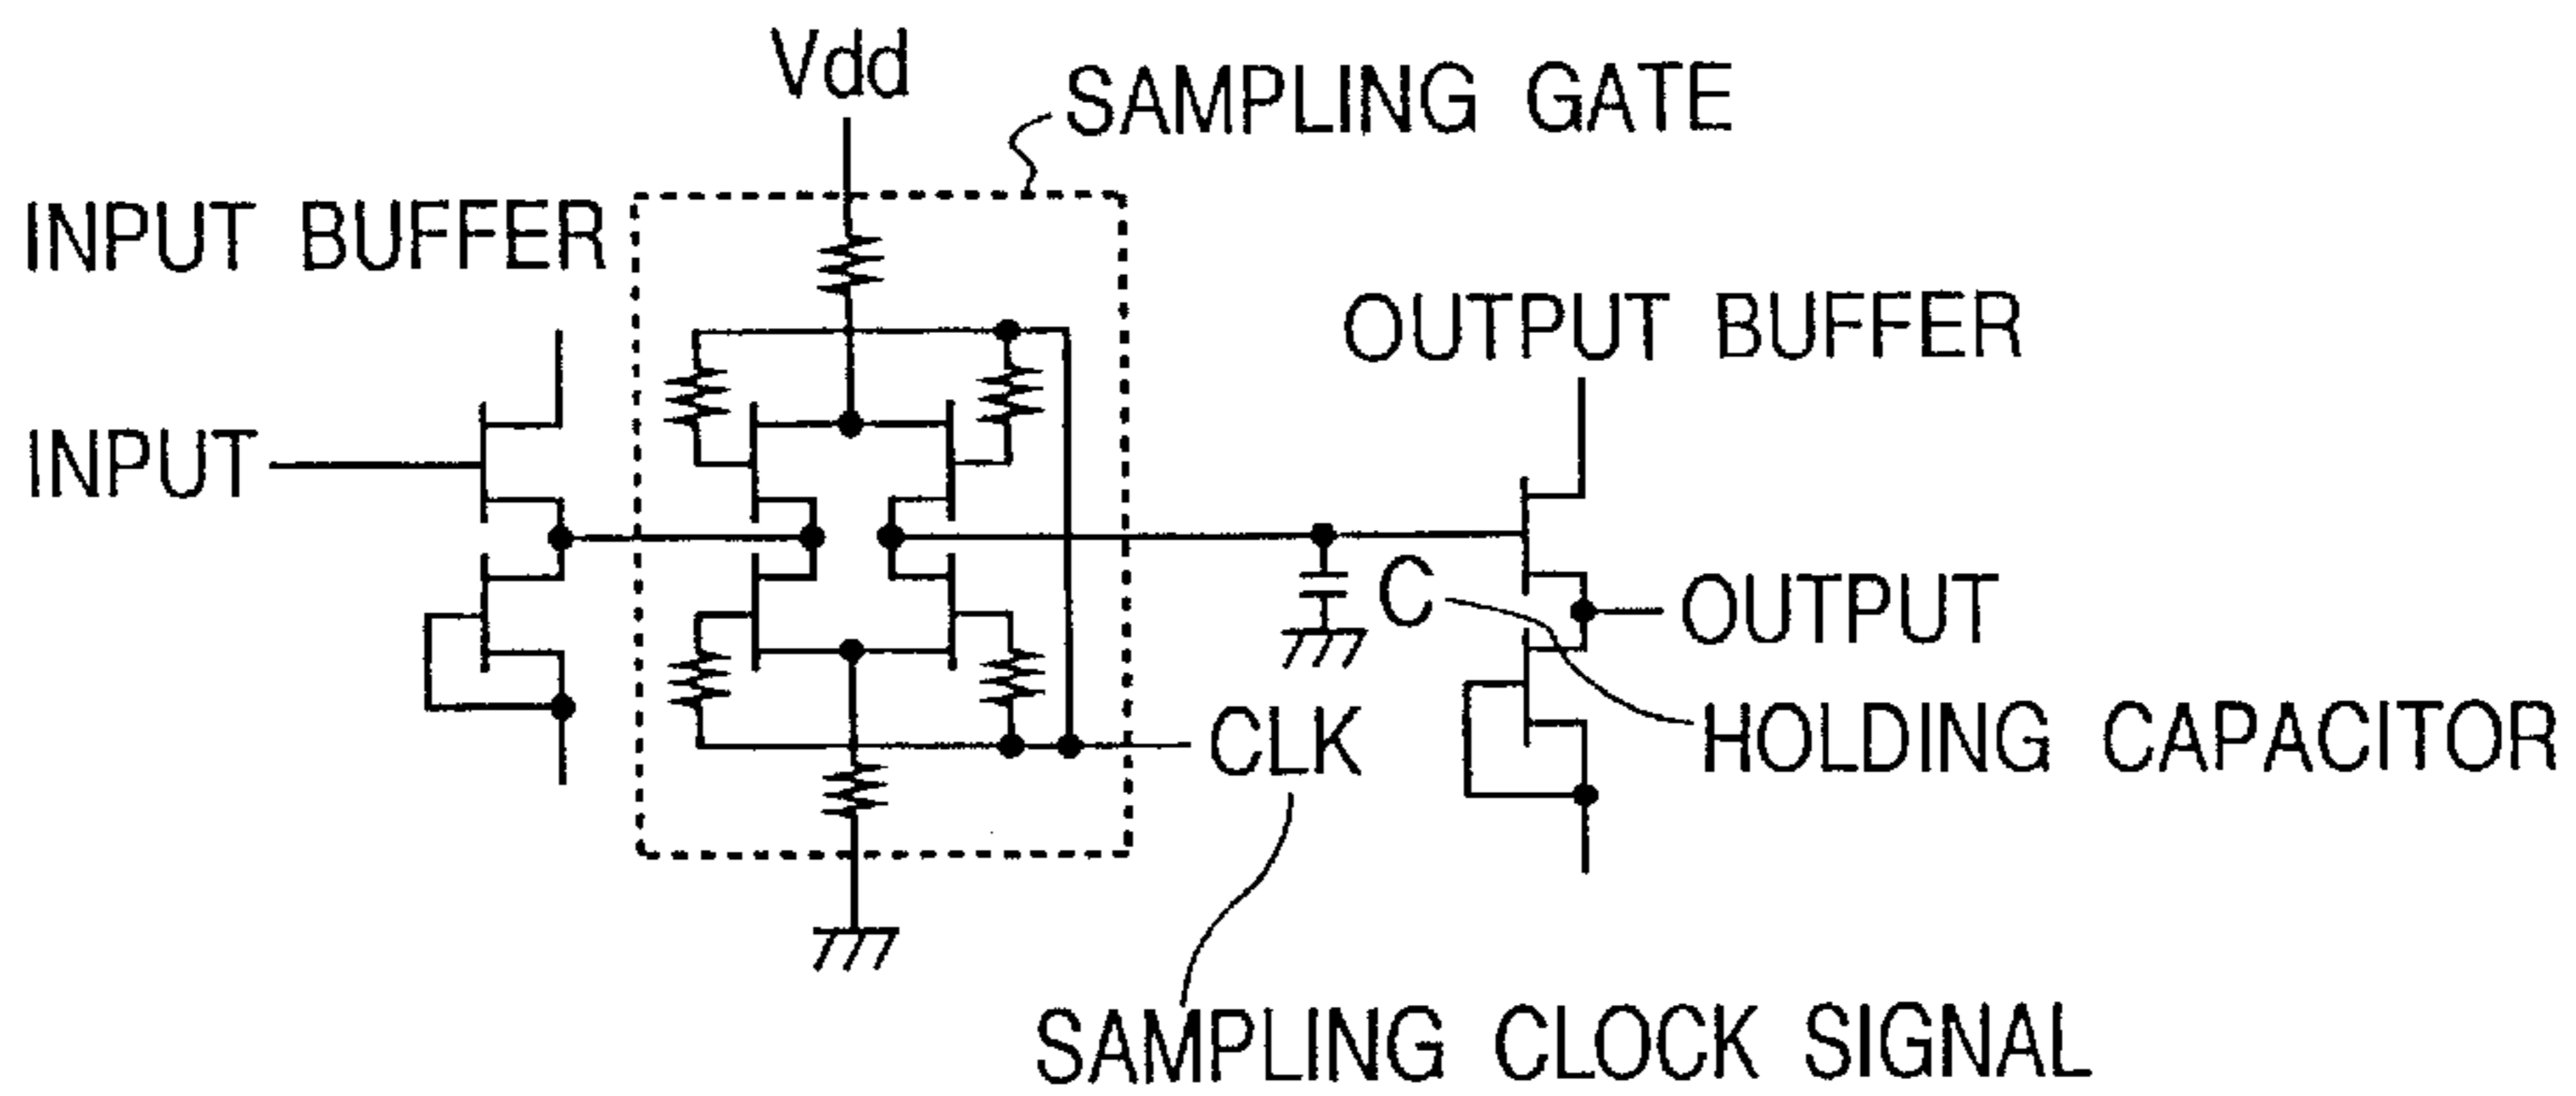 Vdd
SAMPLING GATE
INPUT BUFFER
OUTPUT BUFFER
INPUT
C
OUTPUT
CLK
HOLDING CAPACITOR
SAMPLING CLOCK SIGNAL